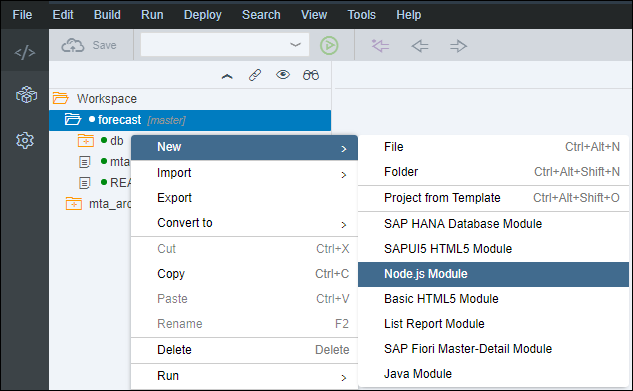 File Edit Build Run Deploy Search View Tools Help
Save
Workspace
forecast [master]
db
mta
REA
mta_arc
New
Import
Export
Convert to
Cut Ctrl+X
Copy Ctrl+C
Paste Ctrl+V
Rename F2
Delete Delete
Run
File Ctrl+Alt+N
Folder Ctrl+Alt+Shift+N
Project from Template Ctrl+Alt+Shift+O
SAP HANA Database Module
SAPUI5 HTML5 Module
Node.js Module
Basic HTML5 Module
List Report Module
SAP Fiori Master-Detail Module
Java Module